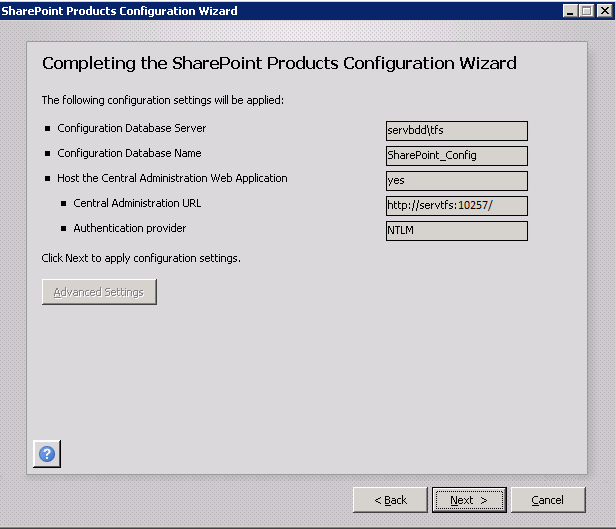 SharePoint Products Configuration Wizard
Completing the SharePoint Products Configuration Wizard
The following configuration settings will be applied:
Configuration Database Server servbdd\tfs
Configuration Database Name SharePoint_Config
Host the Central Administration Web Application yes
Central Administration URL http://servtfs:10257/
Authentication provider NTLM
Click Next to apply configuration settings.
Advanced Settings
?
< Back Next > Cancel